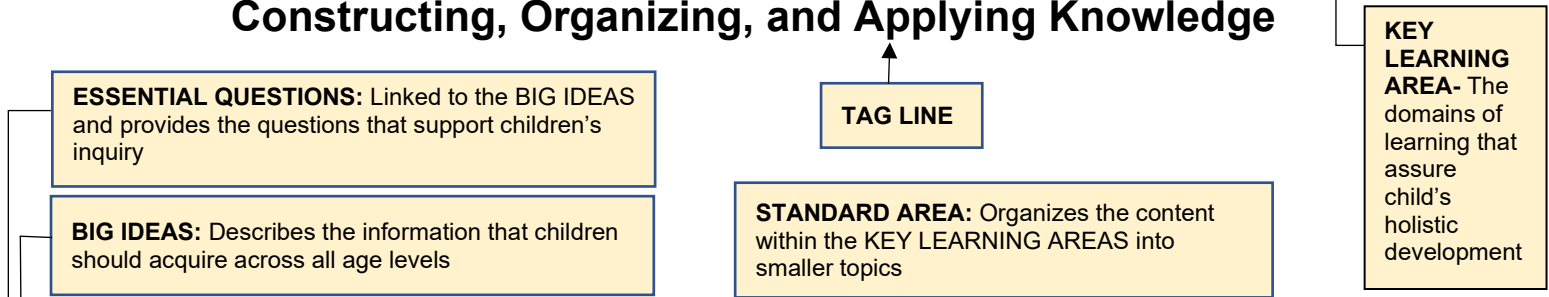 Constructing, Organizing, and Applying Knowledge
ESSENTIAL QUESTIONS: Linked to the BIG IDEAS
and provides the questions that support children’s
inquiry
TAG LINE
KEY
LEARNING
AREA- The
domains of
learning that
assure
child’s
holistic
development
BIG IDEAS: Describes the information that children
should acquire across all age levels
STANDARD AREA: Organizes the content
within the KEY LEARNING AREAS into
smaller topics